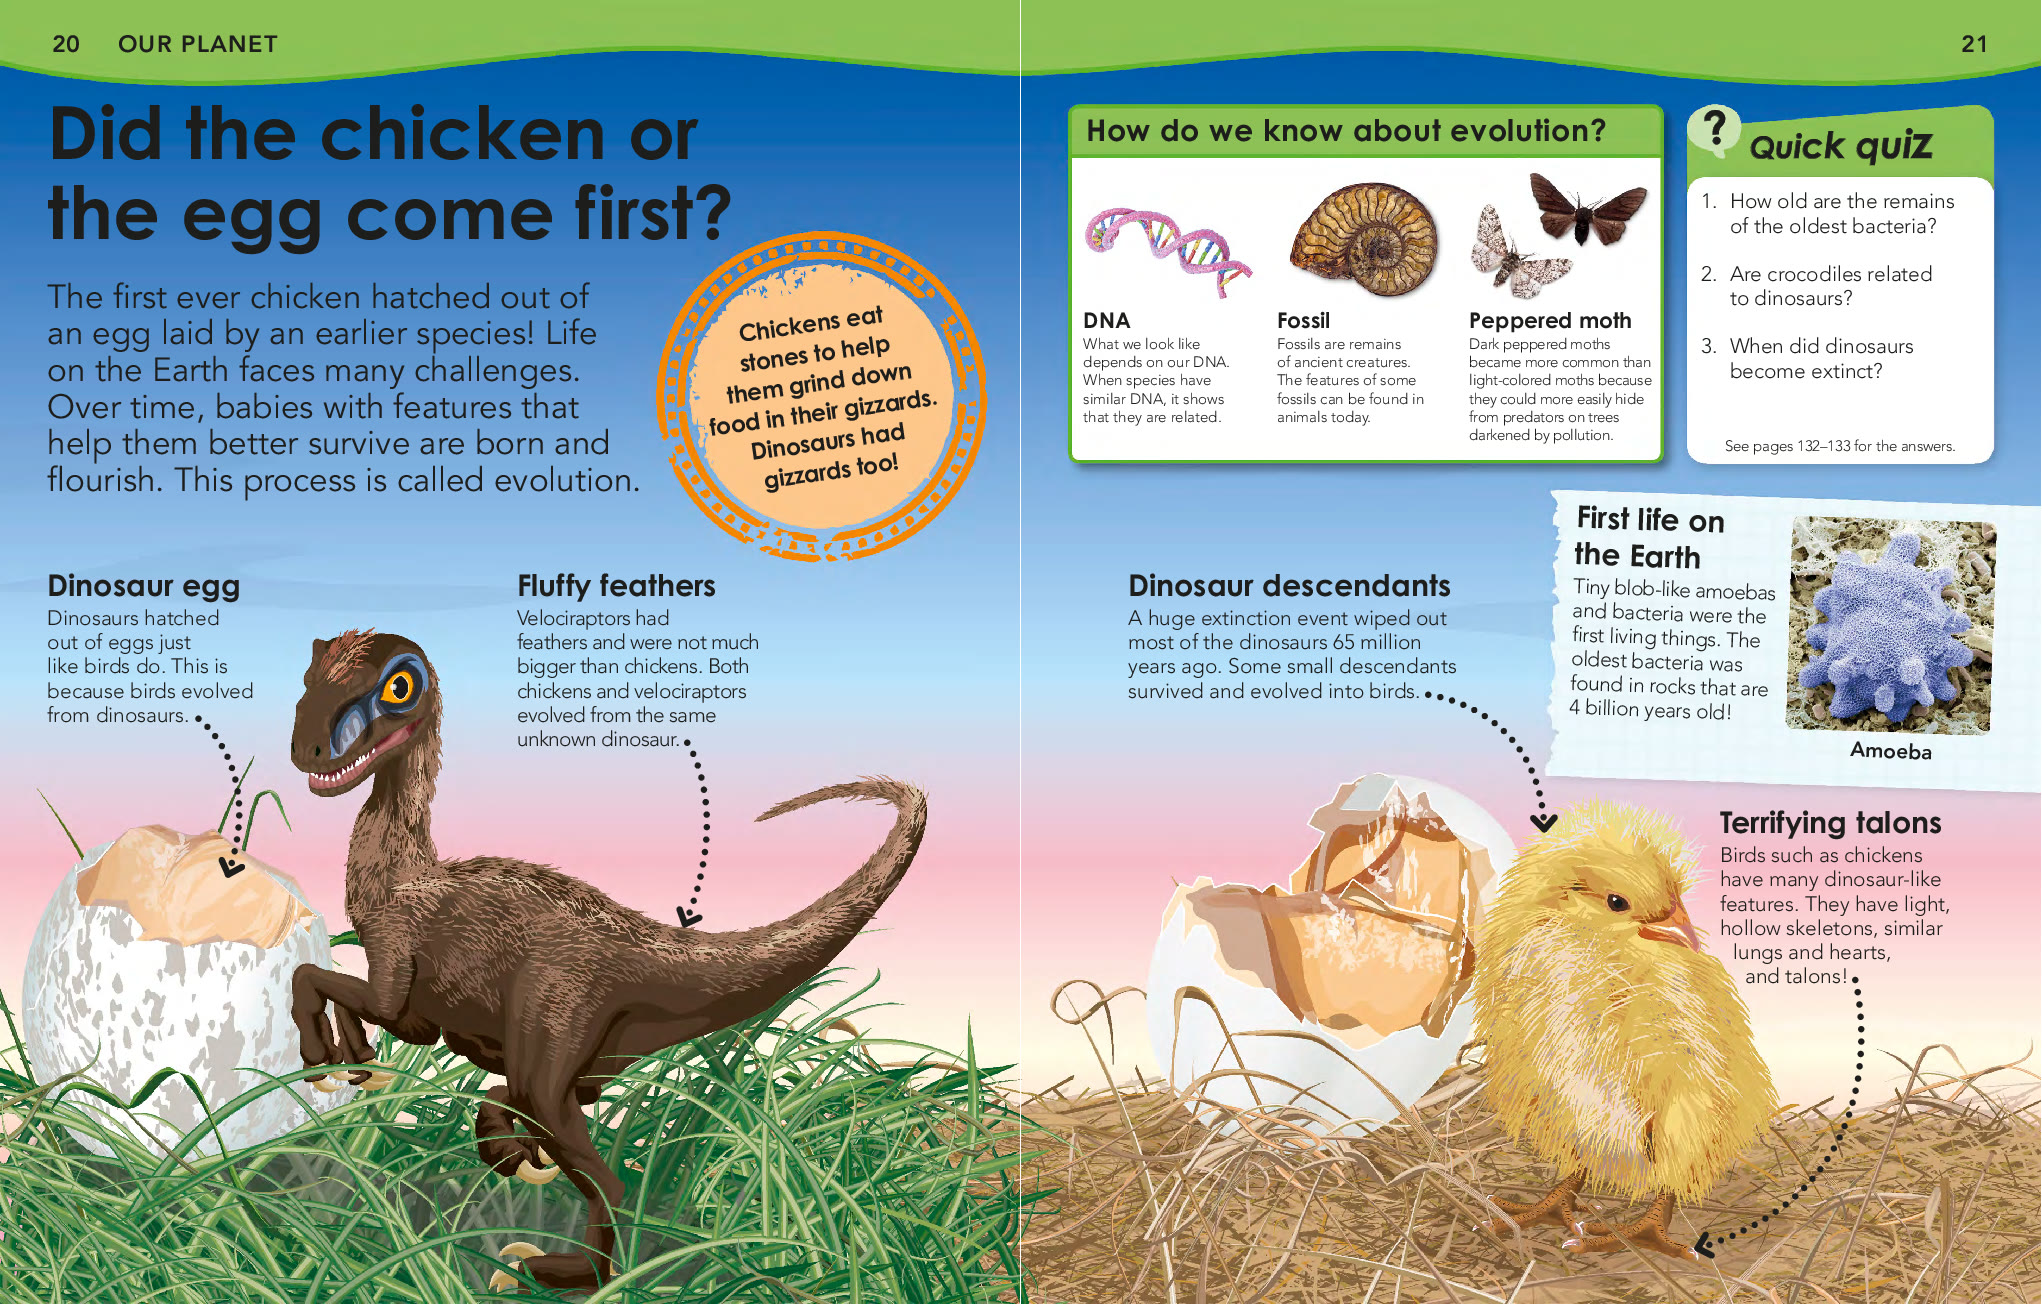 20 OUR PLANET
Did the chicken or
the egg come first?
The first ever chicken hatched out of
an egg laid by an earlier species! Life
on the Earth faces many challenges.
Over time, babies with features that
help them better survive are born and
flourish. This process is called evolution.
Chickens eat
stones to help
them grind down
food in their gizzards.
Dinosaurs had
gizzards too!
Dinosaur egg
Dinosaurs hatched
out of eggs just
like birds do. This is
because birds evolved
from dinosaurs.
Fluffy feathers
Velociraptors had
feathers and were not much
bigger than chickens. Both
chickens and velociraptors
evolved from the same
unknown dinosaur.
21
How do we know about evolution?
DNA
What we look like
depends on our DNA.
When species have
similar DNA, it shows
that they are related.
Fossil
Fossils are remains
of ancient creatures.
The features of some
fossils can be found in
animals today.
Peppered moth
Dark peppered moths
became more common than
light-colored moths because
they could more easily hide
from predators on trees
darkened by pollution.
? Quick quiz
1. How old are the remains
of the oldest bacteria?
2. Are crocodiles related
to dinosaurs?
3. When did dinosaurs
become extinct?
See pages 132–133 for the answers.
Dinosaur descendants
A huge extinction event wiped out
most of the dinosaurs 65 million
years ago. Some small descendants
survived and evolved into birds.
First life on
the Earth
Tiny blob-like amoebas
and bacteria were the
first living things. The
oldest bacteria was
found in rocks that are
4 billion years old!
Amoeba
Terrifying talons
Birds such as chickens
have many dinosaur-like
features. They have light,
hollow skeletons, similar
lungs and hearts,
and talons!